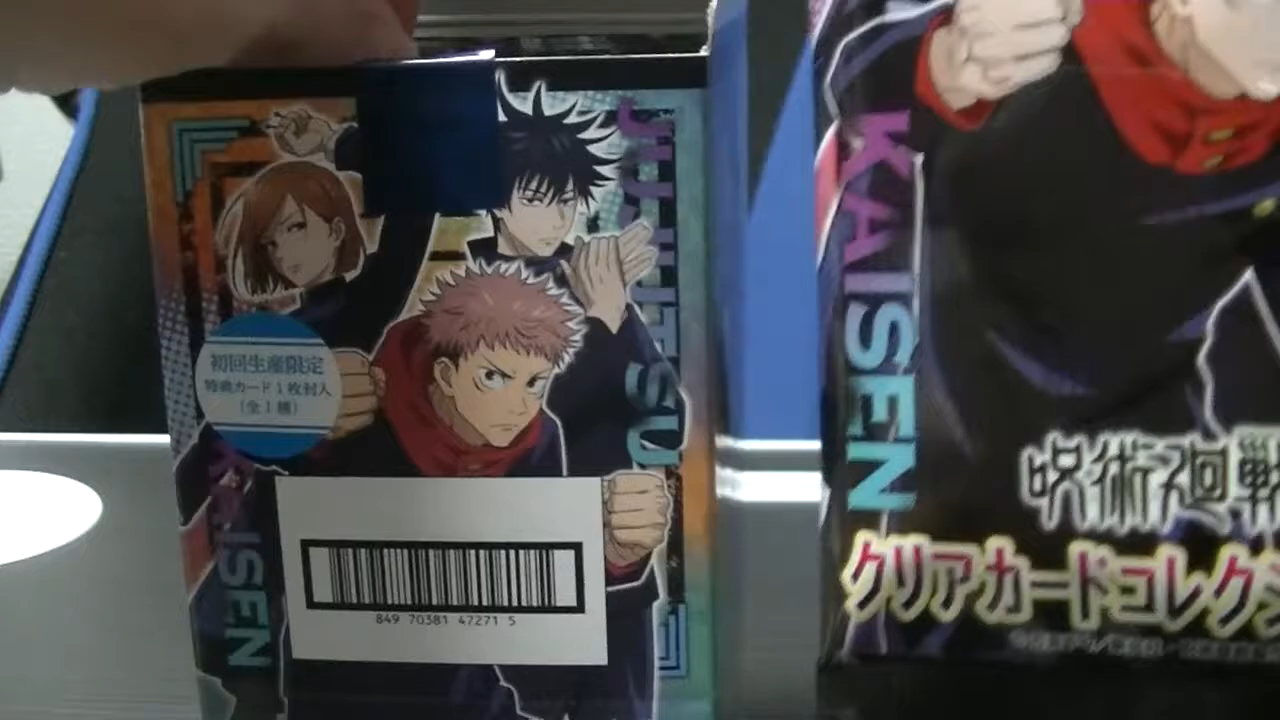 JUJUTSU
初回生産限定
特典カード1枚封入
(全1種)
KAISEN
849 70381 47271 5
KAISEN
呪術廻戦
クリアカードコレク